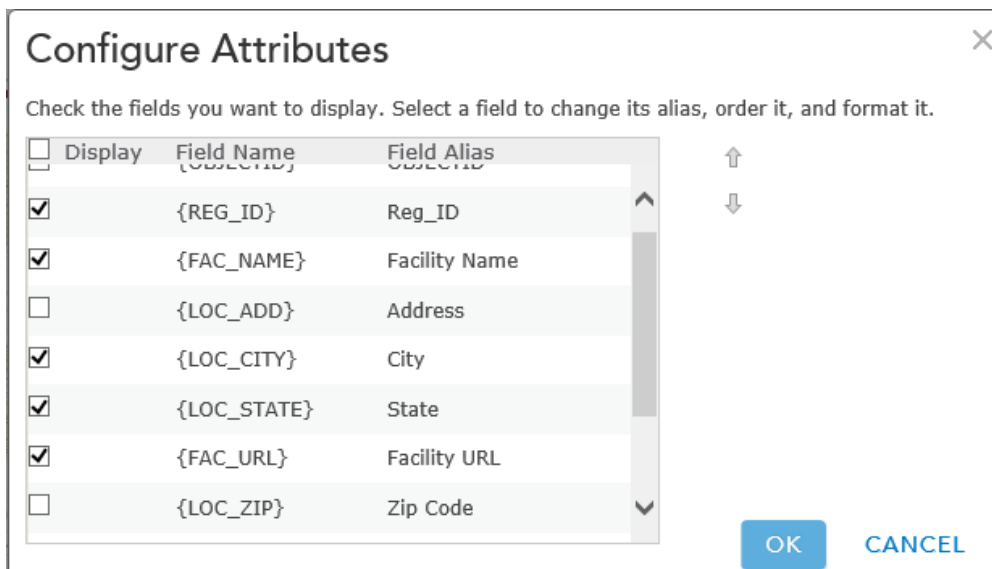 Configure Attributes
Check the fields you want to display. Select a field to change its alias, order it, and format it.
Display Field Name Field Alias
{OBJECTID} OBJECTID
{REG_ID} Reg_ID
{FAC_NAME} Facility Name
{LOC_ADD} Address
{LOC_CITY} City
{LOC_STATE} State
{FAC_URL} Facility URL
{LOC_ZIP} Zip Code
OK CANCEL